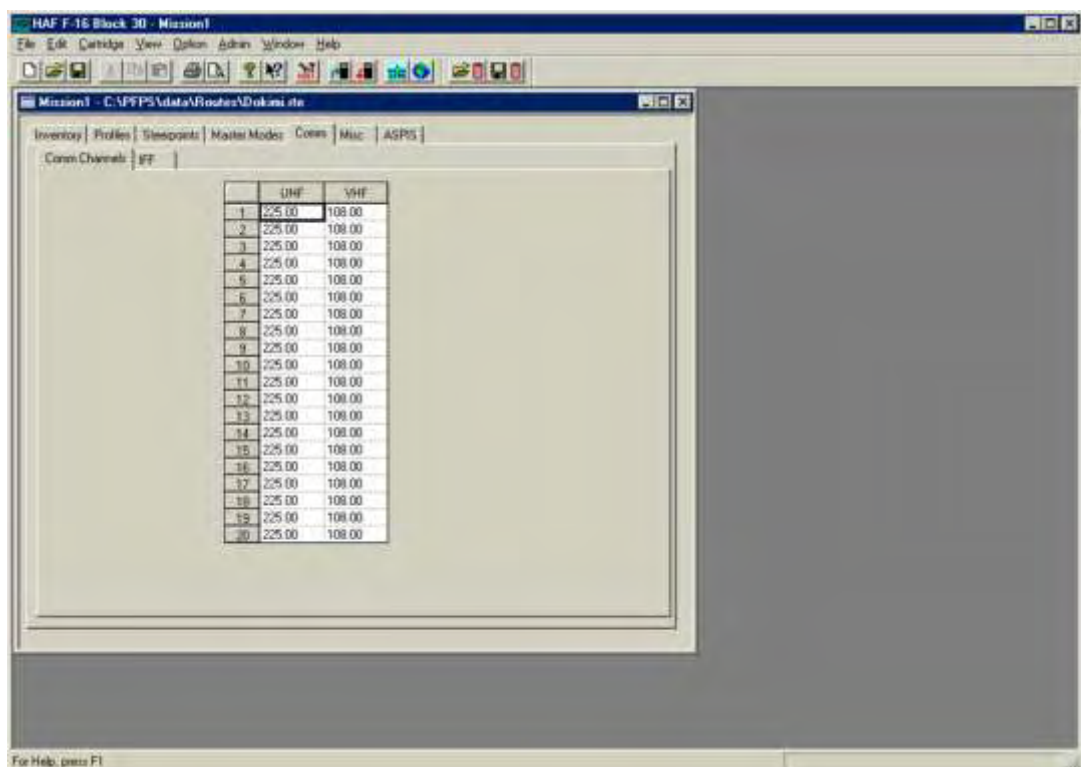 HAF F-16 Block 30 - Mission1
File Edit Cartridge View Option Admin Window Help
Mission1 - C:\PFPS\data\Routes\Dokimi.rte
Inventory Profiles Steerpoints Master Modes Comm Misc ASPIS
Comm Channels IFF
UHF VHF
1 225.00 108.00
2 225.00 108.00
3 225.00 108.00
4 225.00 108.00
5 225.00 108.00
6 225.00 108.00
7 225.00 108.00
8 225.00 108.00
9 225.00 108.00
10 225.00 108.00
11 225.00 108.00
12 225.00 108.00
13 225.00 108.00
14 225.00 108.00
15 225.00 108.00
16 225.00 108.00
17 225.00 108.00
18 225.00 108.00
19 225.00 108.00
20 225.00 108.00
For Help, press F1